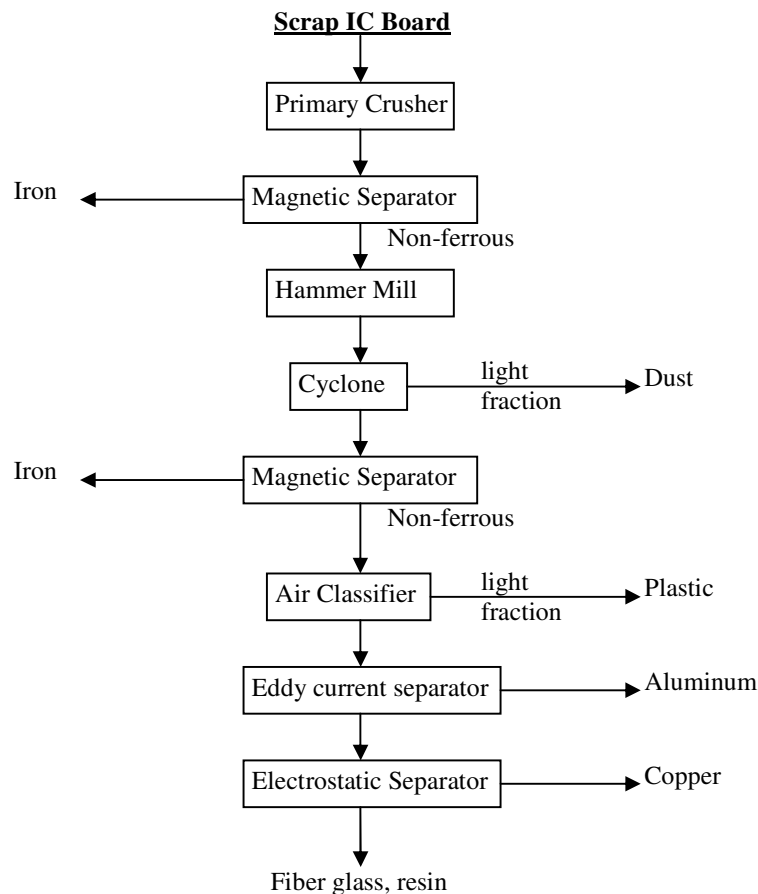 Scrap IC Board
Primary Crusher
Iron
Magnetic Separator
Non-ferrous
Hammer Mill
Cyclone
light
fraction
Dust
Iron
Magnetic Separator
Non-ferrous
Air Classifier
light
fraction
Plastic
Eddy current separator
Aluminum
Electrostatic Separator
Copper
Fiber glass, resin